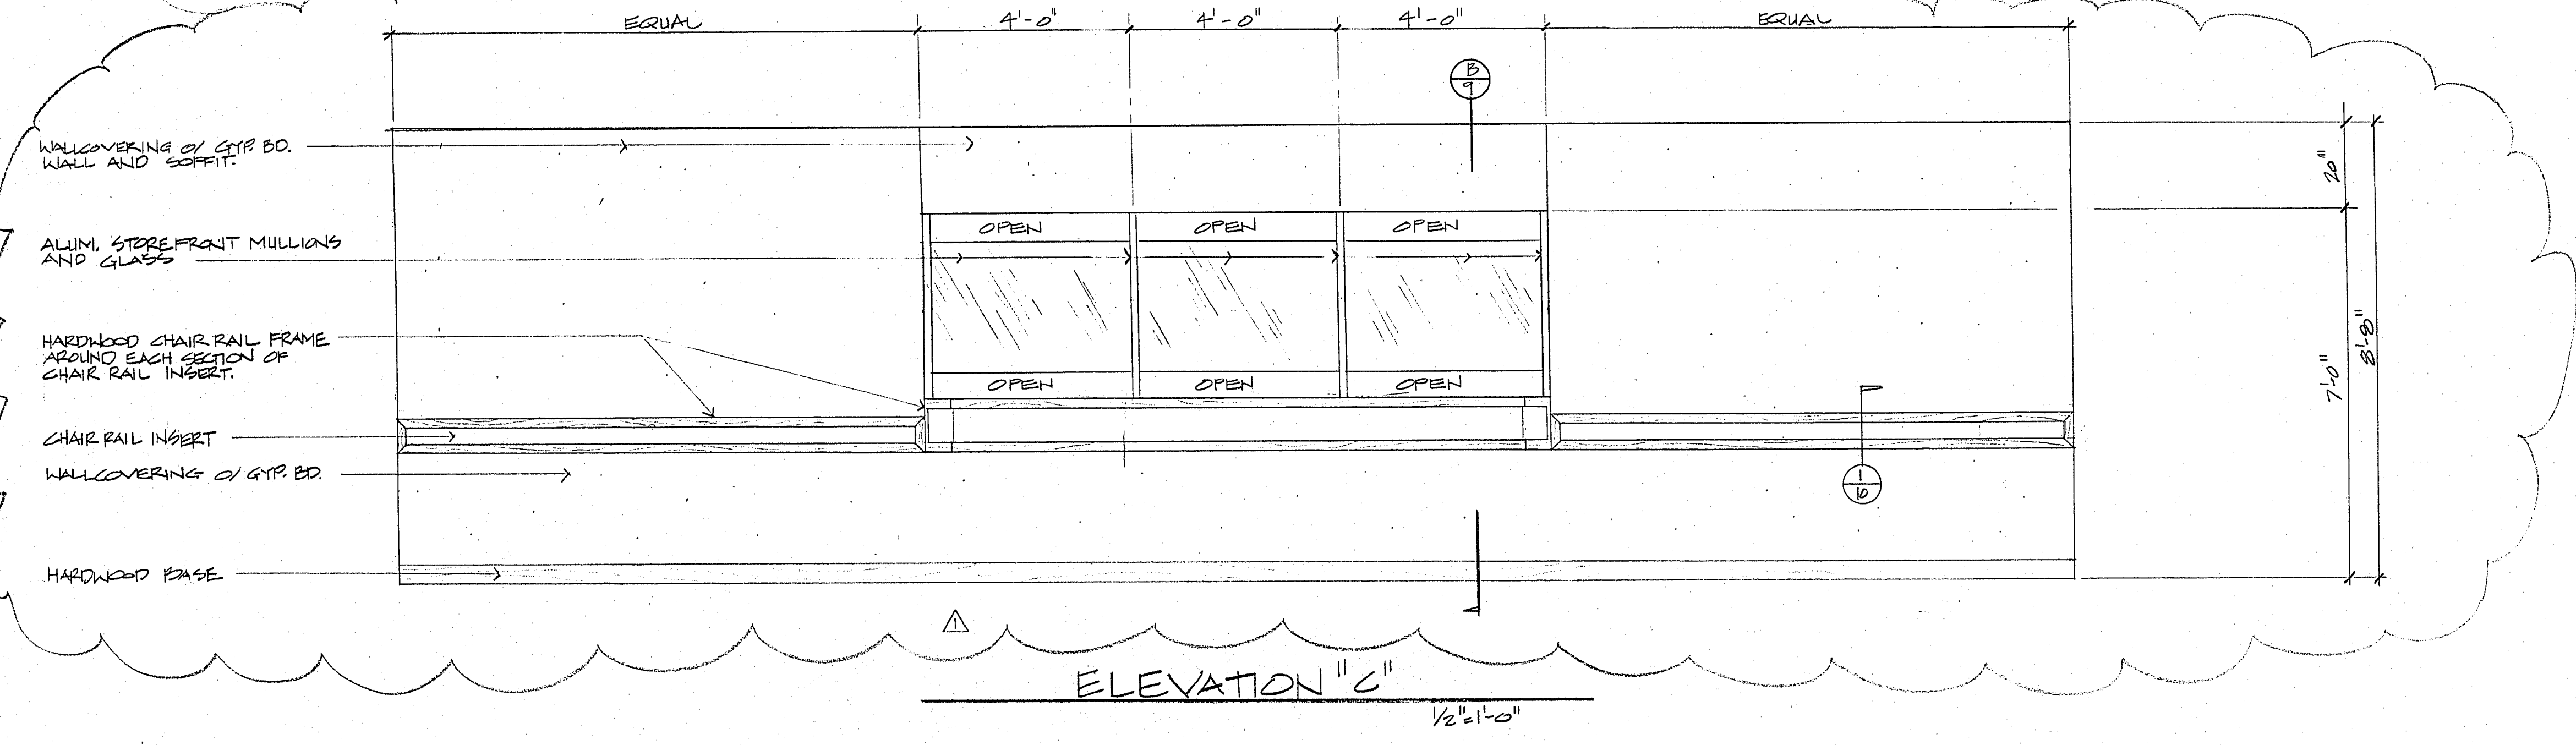 EQUAL
4'-0"
4'-0"
4'-0"
EQUAL
B
9
WALLCOVERING O/ GYP. BD.
WALL AND SOFFIT.
20"
OPEN
OPEN
OPEN
ALUM. STOREFRONT MULLIONS
AND GLASS
HARDWOOD CHAIR RAIL FRAME
AROUND EACH SECTION OF
CHAIR RAIL INSERT.
8'-8"
7'-0"
OPEN
OPEN
OPEN
CHAIR RAIL INSERT
WALLCOVERING O/ GYP. BD.
1
10
HARDWOOD BASE
1
ELEVATION "C"
1/2"=1'-0"